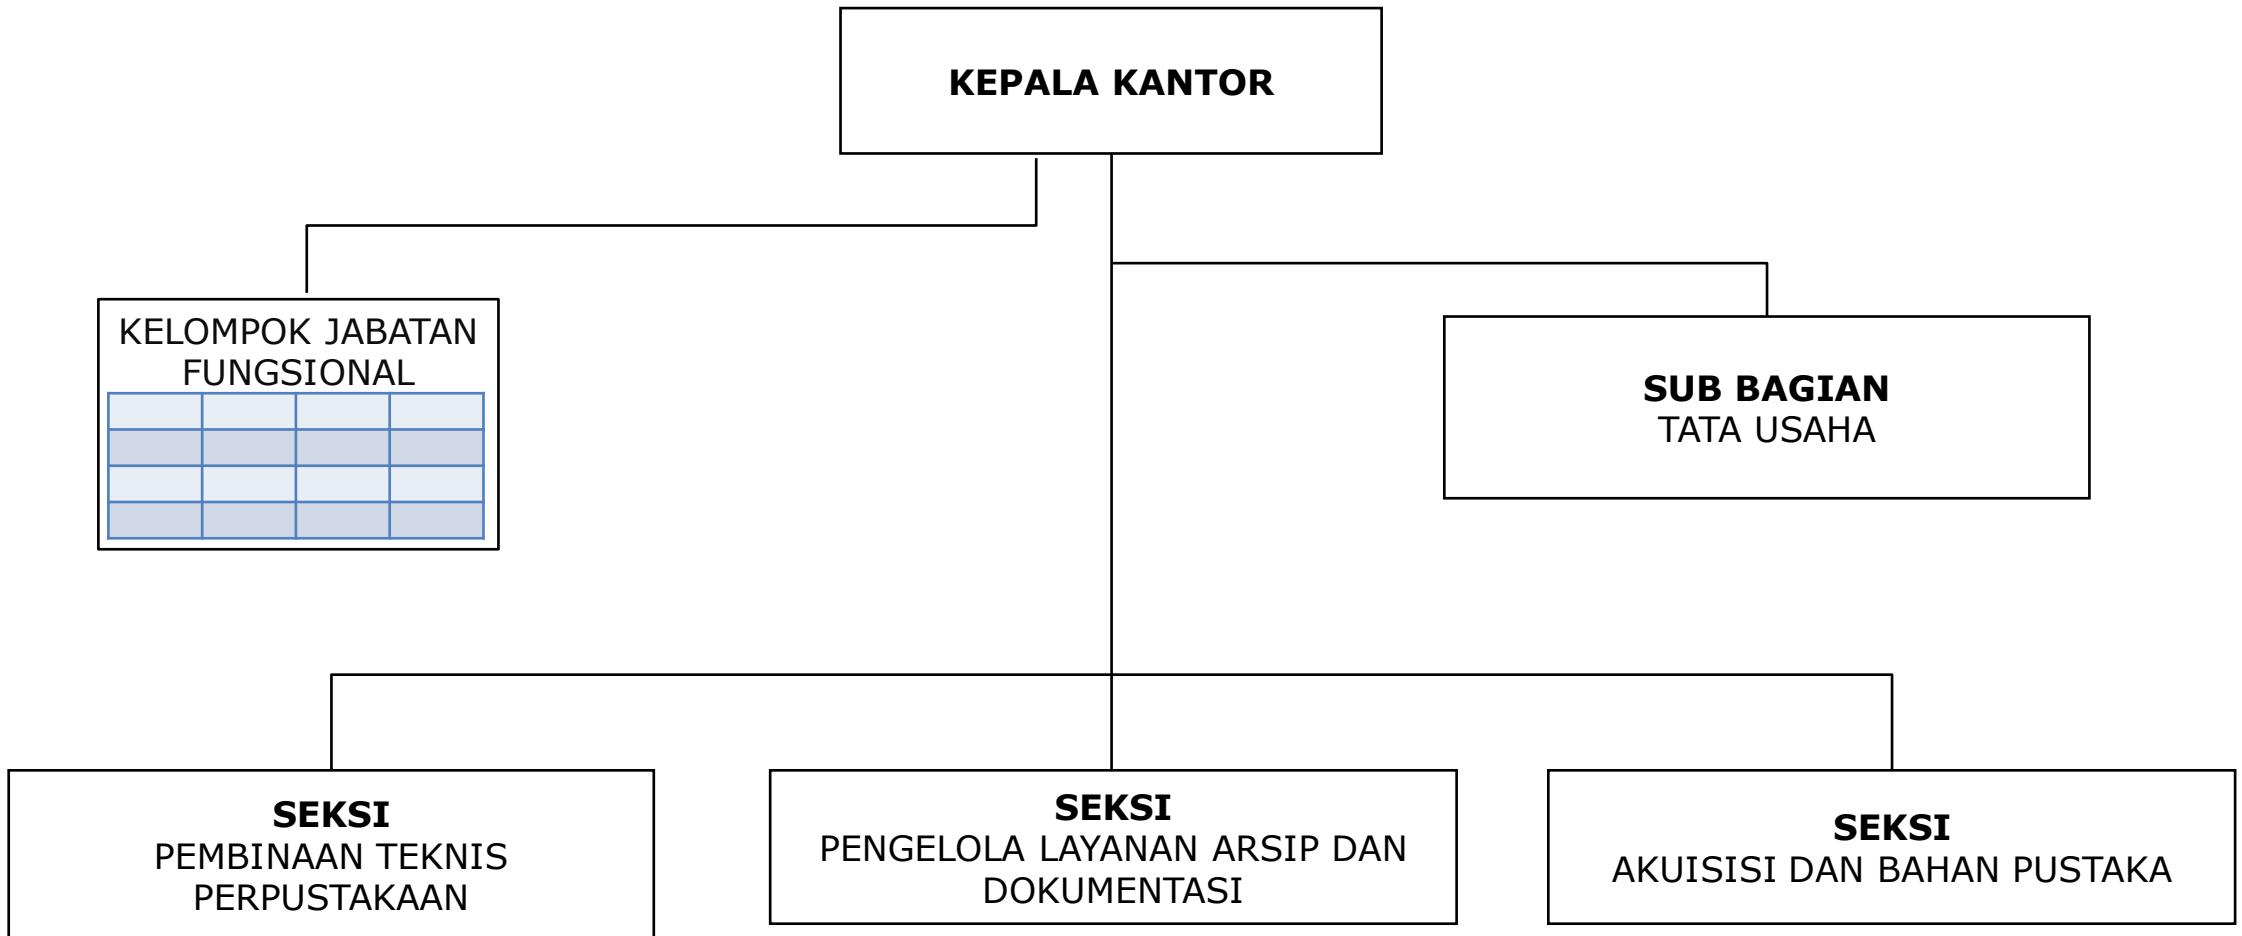 KEPALA KANTOR
KELOMPOK JABATAN
FUNGSIONAL
SUB BAGIAN
TATA USAHA
SEKSI
PEMBINAAN TEKNIS
PERPUSTAKAAN
SEKSI
PENGELOLA LAYANAN ARSIP DAN
DOKUMENTASI
SEKSI
AKUISISI DAN BAHAN PUSTAKA